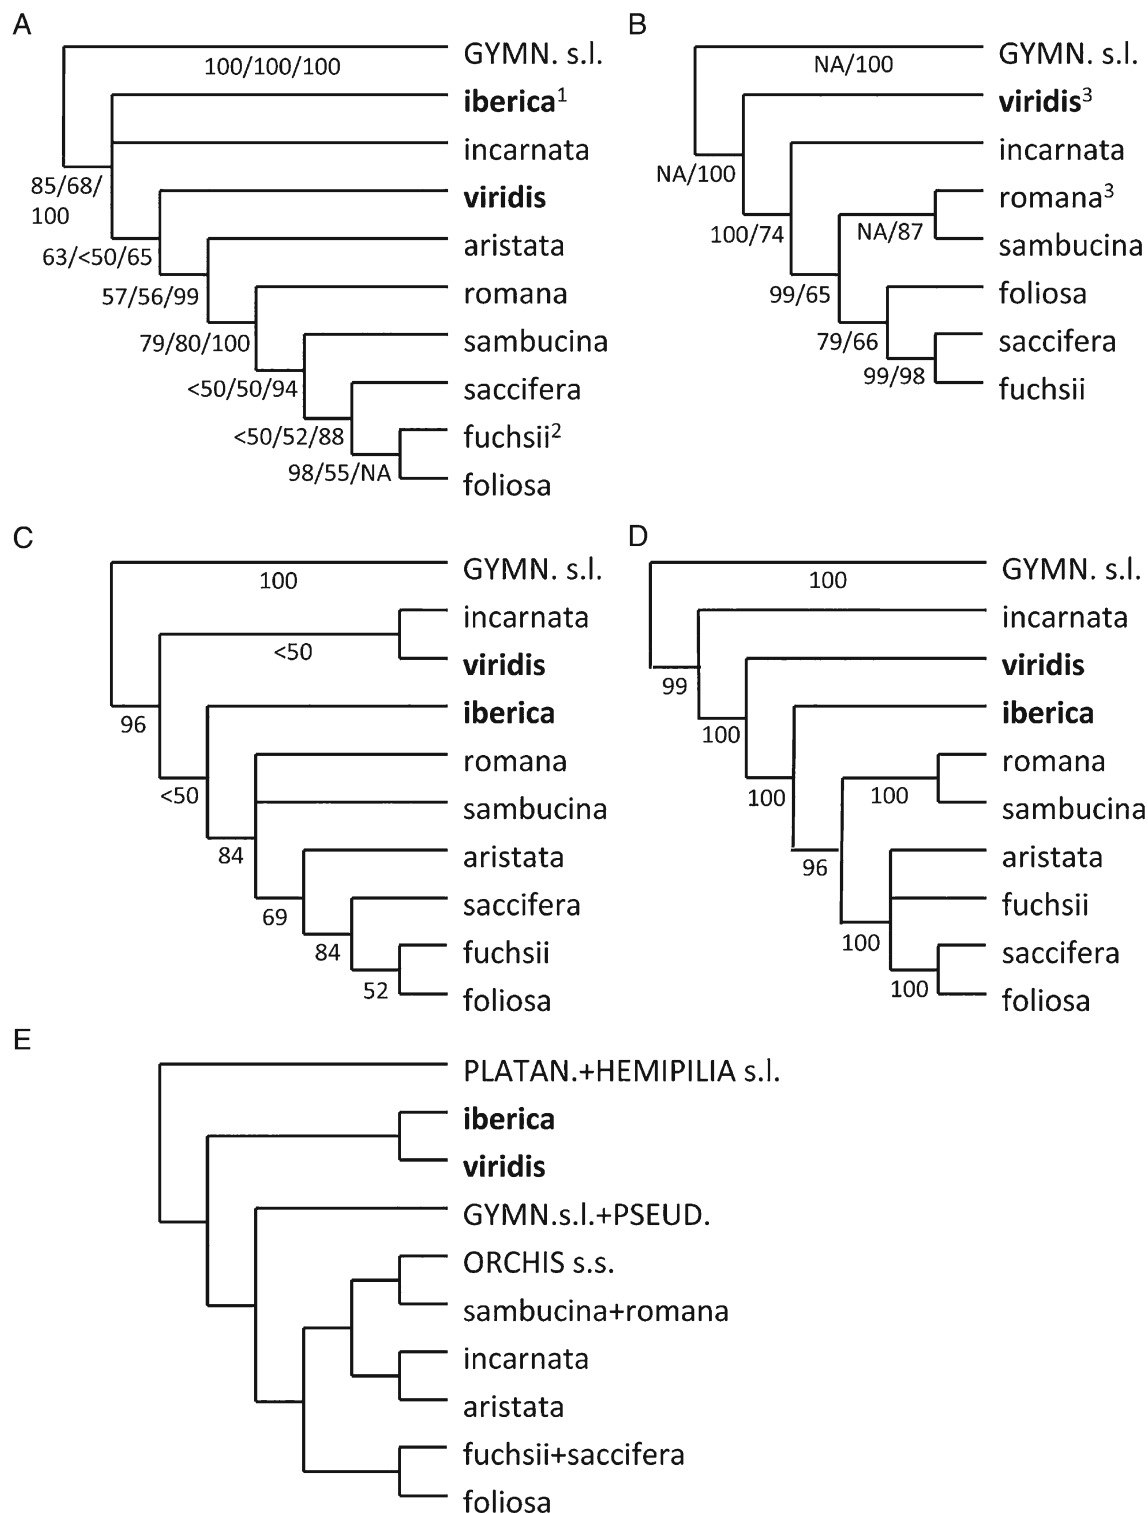 A
GYMN. s.l.
100/100/100
iberica¹
incarnata
85/68/
100
viridis
aristata
63/<50/65
57/56/99
romana
79/80/100
sambucina
<50/50/94
saccifera
<50/52/88
fuchsii²
98/55/NA
foliosa
B
GYMN. s.l.
NA/100
viridis³
incarnata
NA/100
romana³
NA/87
100/74
sambucina
foliosa
99/65
79/66
saccifera
99/98
fuchsii
C
GYMN. s.l.
100
incarnata
<50
viridis
iberica
96
romana
<50
sambucina
84
aristata
saccifera
69
84
fuchsii
52
foliosa
D
GYMN. s.l.
100
incarnata
viridis
99
iberica
100
romana
100
100
sambucina
aristata
96
fuchsii
100
saccifera
100
foliosa
E
PLATAN.+HEMIPILIA s.l.
iberica
viridis
GYMN.s.l.+PSEUD.
ORCHIS s.s.
sambucina+romana
incarnata
aristata
fuchsii+saccifera
foliosa